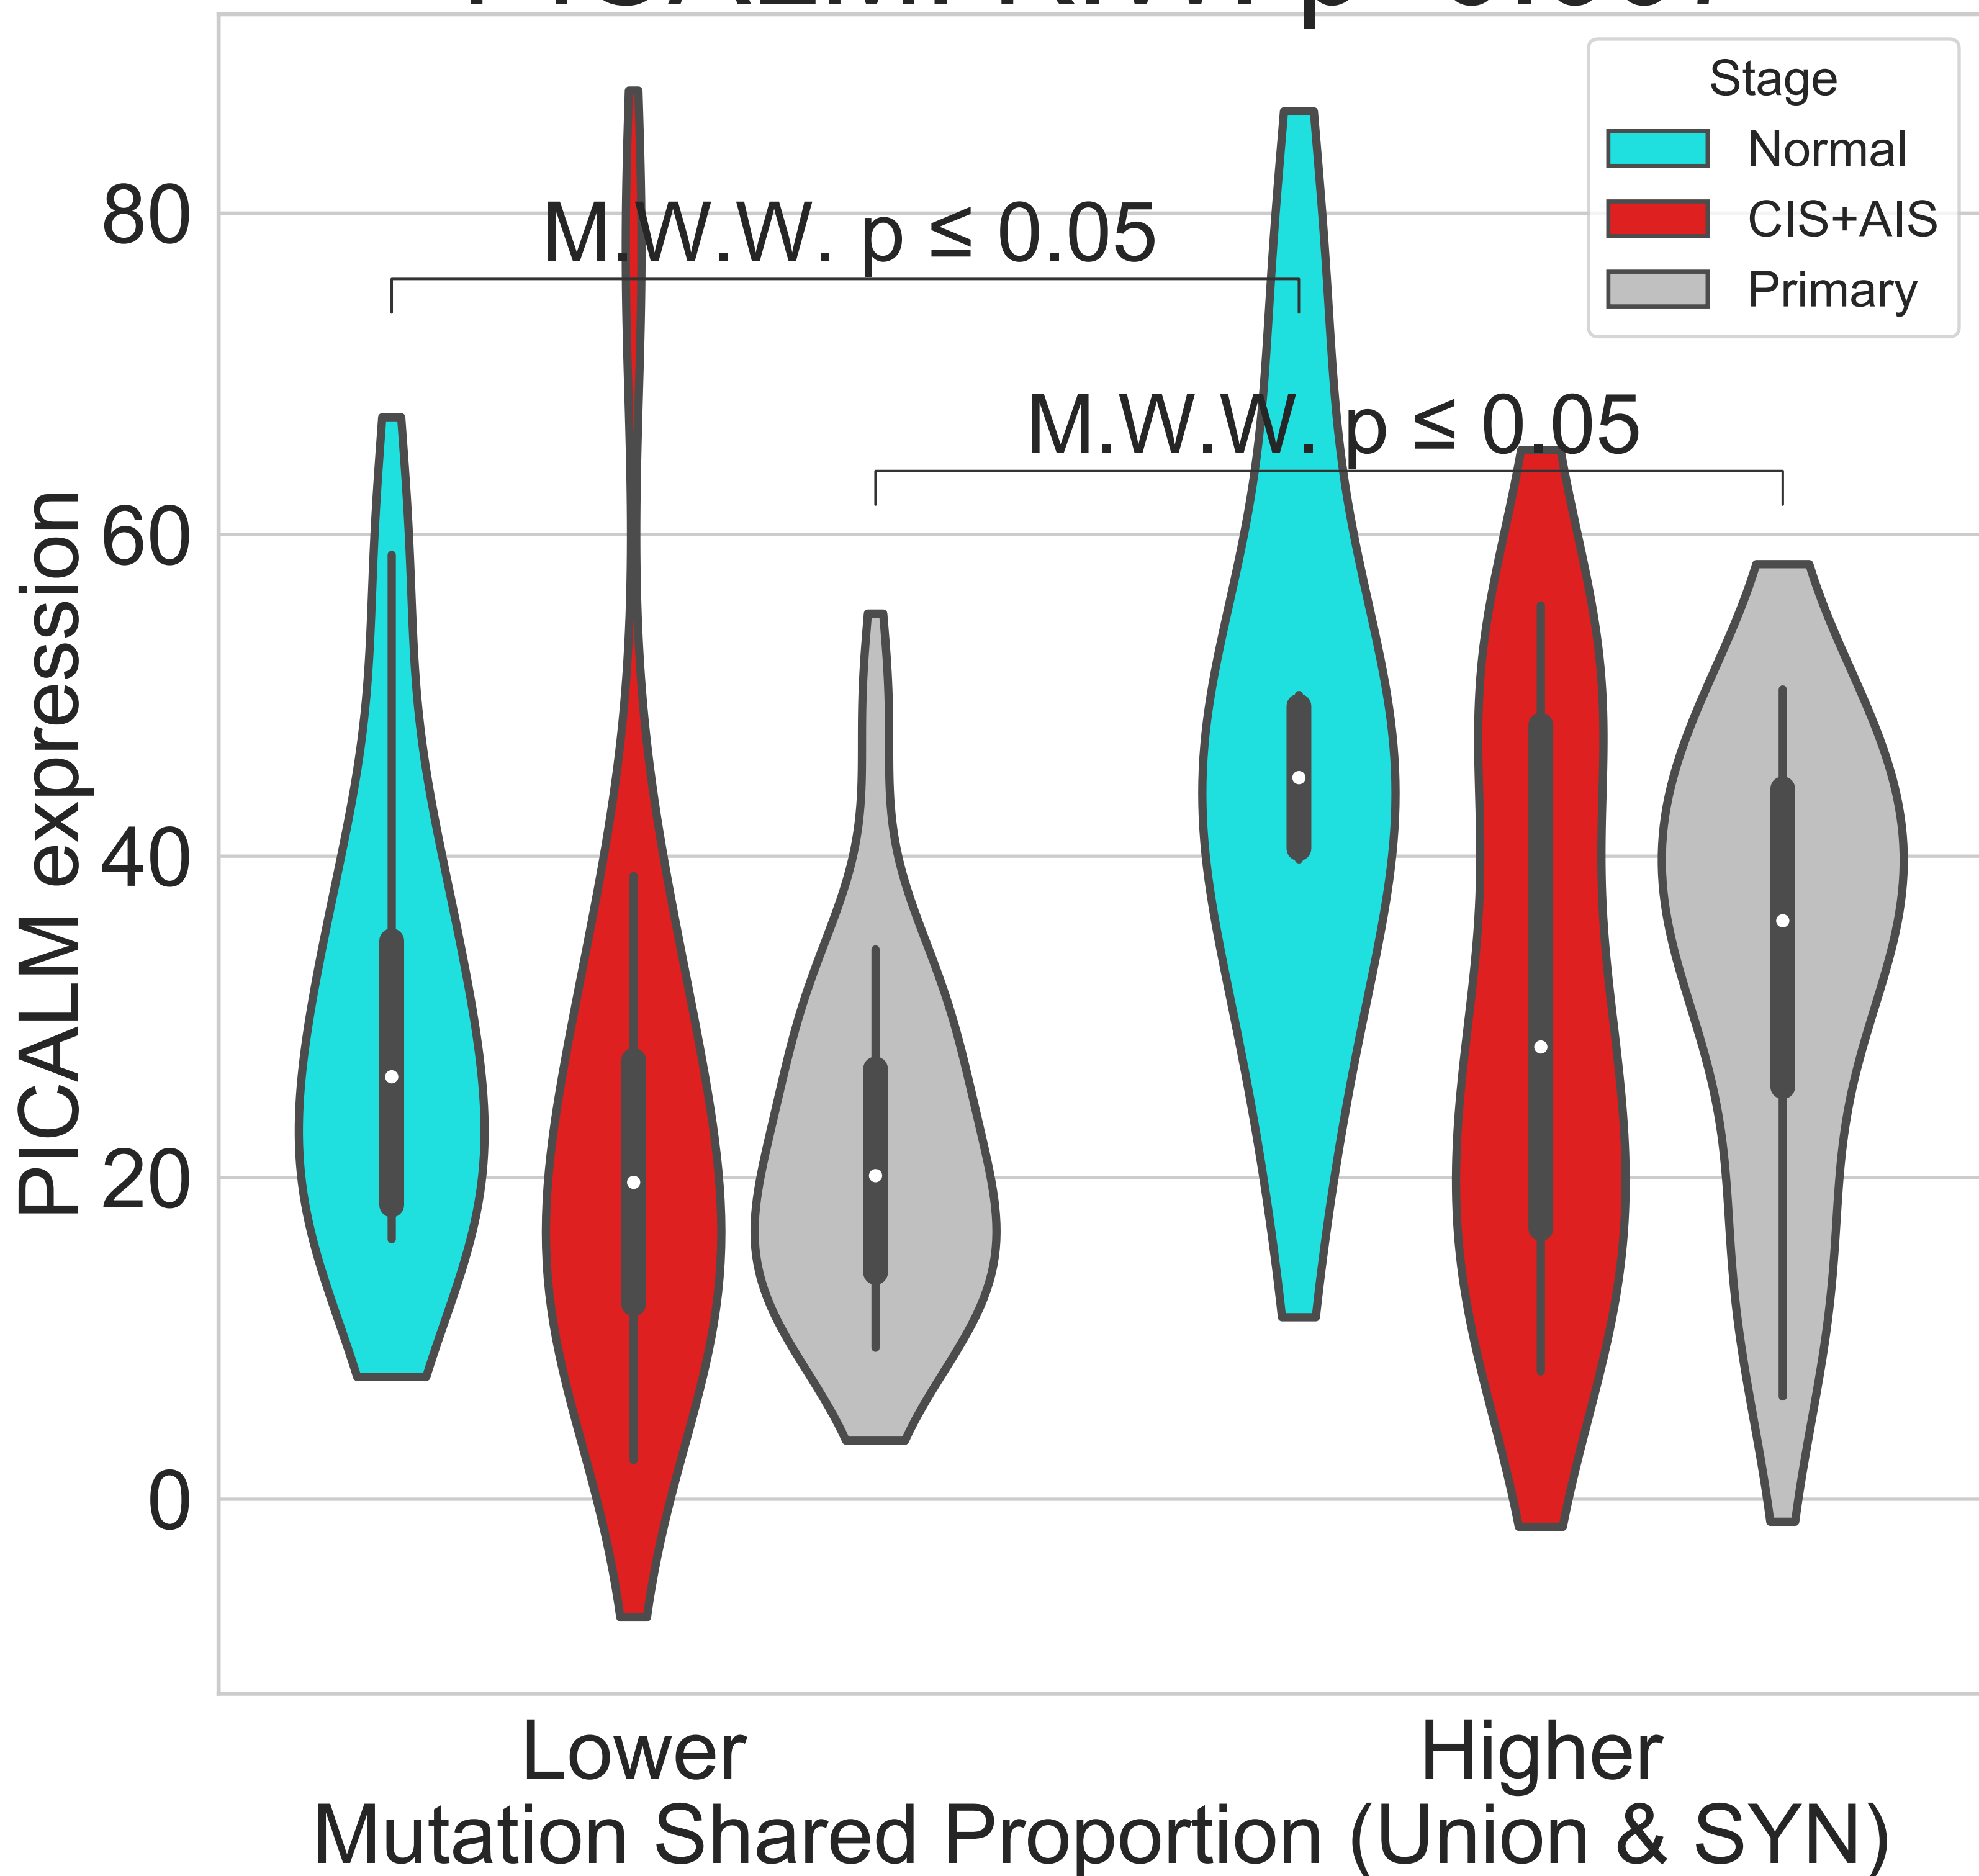 Stage
Normal
CIS+AIS
Primary
M.W.W. p ≤ 0.05
M.W.W. p ≤ 0.05
80
60
40
20
0
PICALM expression
Lower
Higher
Mutation Shared Proportion (Union & SYN)